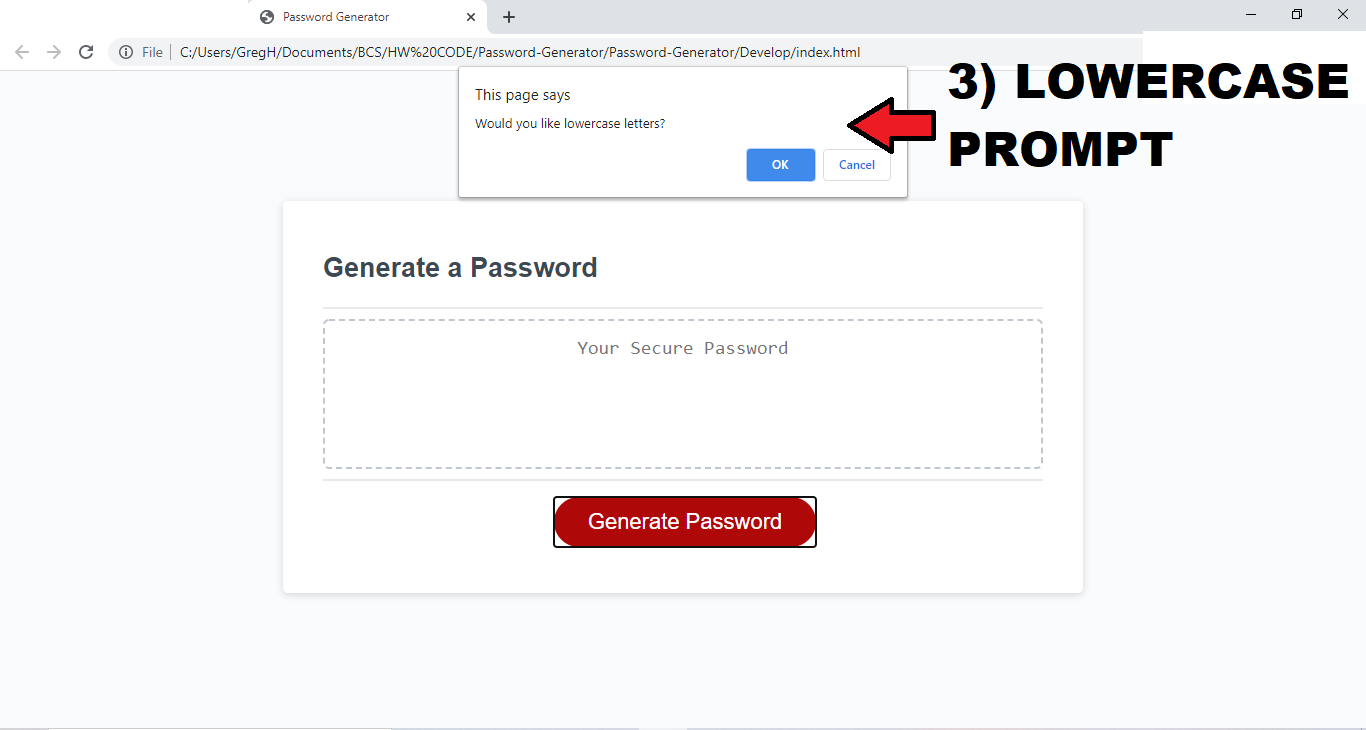 Password Generator
File | C:/Users/GregH/Documents/BCS/HW%20CODE/Password-Generator/Password-Generator/Develop/index.html
This page says
Would you like lowercase letters?
OK Cancel
3) LOWERCASE
PROMPT
Generate a Password
Your Secure Password
Generate Password